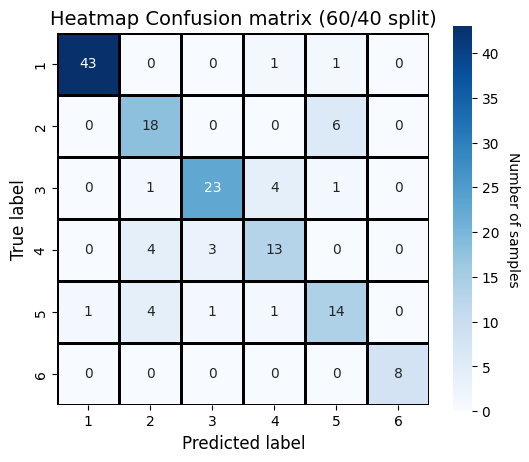 Heatmap Confusion matrix (60/40 split)
True label
1 43 0 0 1 1 0
2 0 18 0 0 6 0
3 0 1 23 4 1 0
4 0 4 3 13 0 0
5 1 4 1 1 14 0
6 0 0 0 0 0 8
1 2 3 4 5 6
Predicted label
40
35
30
25
20
15
10
5
0
Number of samples